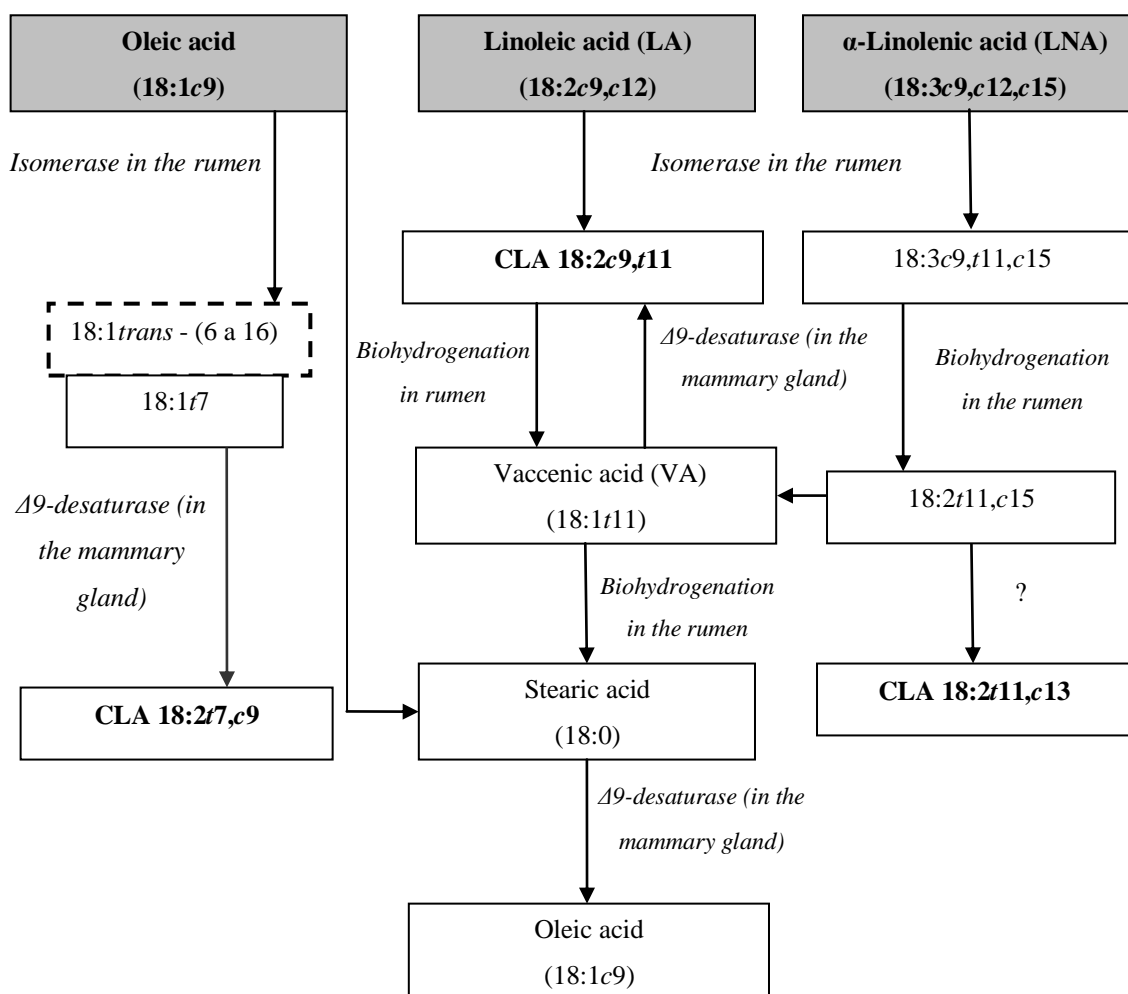 Oleic acid
(18:1c9)
Linoleic acid (LA)
(18:2c9,c12)
α-Linolenic acid (LNA)
(18:3c9,c12,c15)
Isomerase in the rumen
Isomerase in the rumen
CLA 18:2c9,t11
18:3c9,t11,c15
18:1trans - (6 a 16)
18:1t7
Biohydrogenation
in rumen
Δ9-desaturase (in the
mammary gland)
Biohydrogenation
in the rumen
Vaccenic acid (VA)
(18:1t11)
18:2t11,c15
Δ9-desaturase (in
the mammary
gland)
Biohydrogenation
in the rumen
?
CLA 18:2t7,c9
Stearic acid
(18:0)
CLA 18:2t11,c13
Δ9-desaturase (in the
mammary gland)
Oleic acid
(18:1c9)